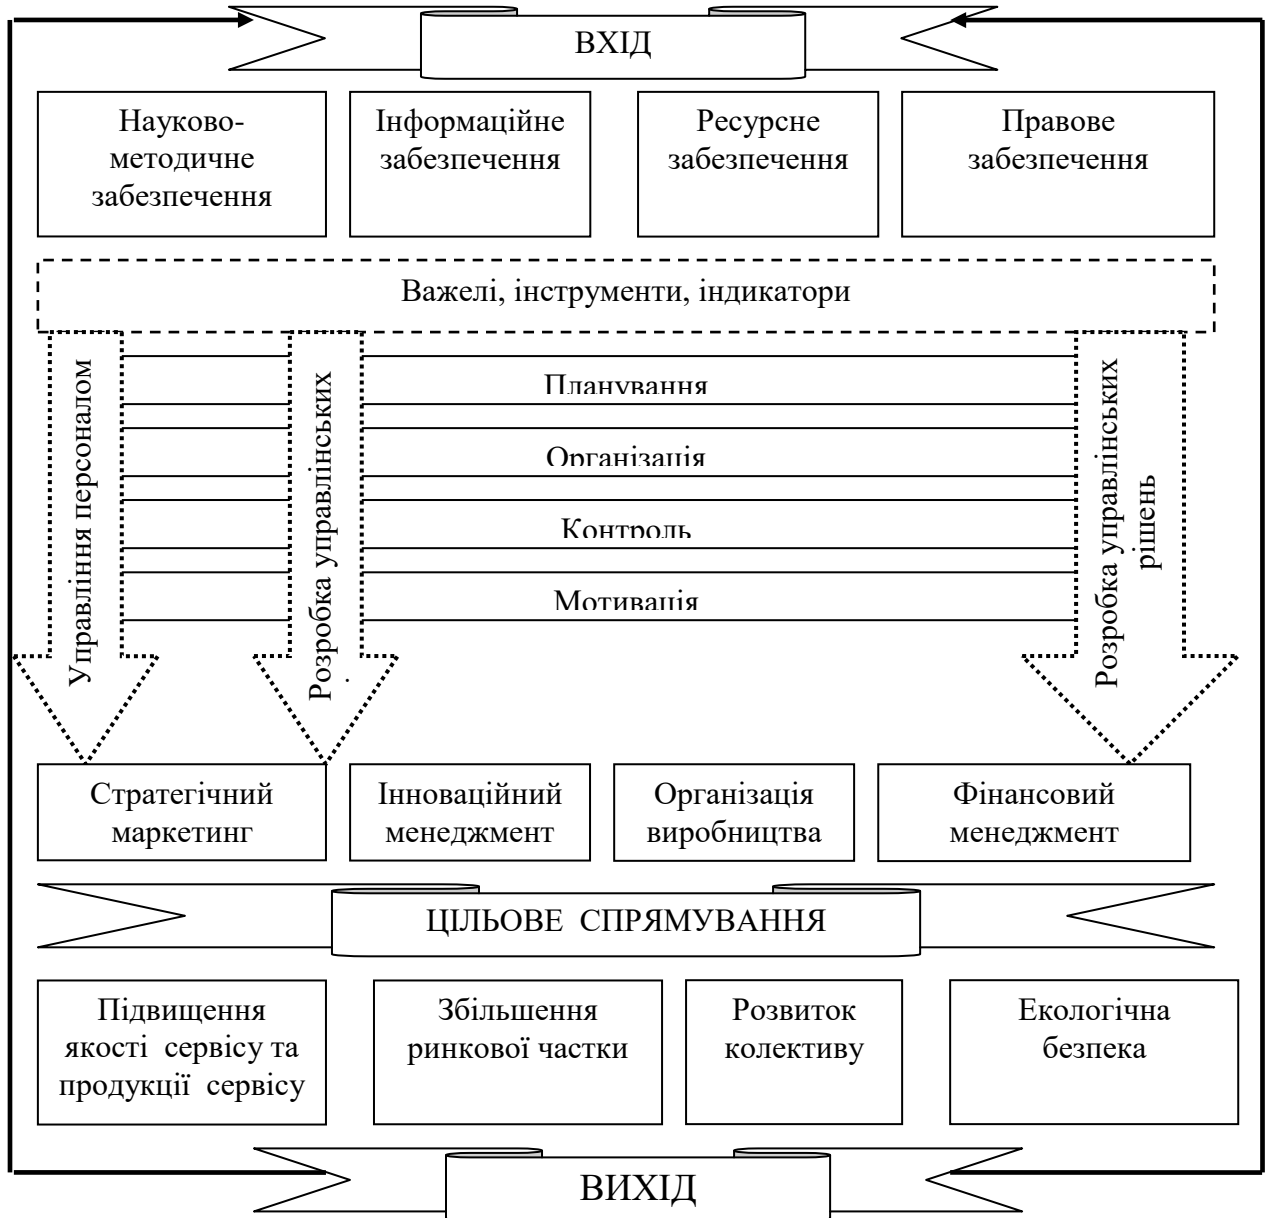 ВХІД
Науково-
методичне
забезпечення
Інформаційне
забезпечення
Ресурсне
забезпечення
Правове
забезпечення
Важелі, інструменти, індикатори
Управління персоналом
Розробка управлінських
Розробка управлінських
рішень
Планування
Організація
Контроль
Мотивація
Стратегічний
маркетинг
Інноваційний
менеджмент
Організація
виробництва
Фінансовий
менеджмент
ЦІЛЬОВЕ СПРЯМУВАННЯ
Підвищення
якості сервісу та
продукції сервісу
Збільшення
ринкової частки
Розвиток
колективу
Екологічна
безпека
ВИХІД